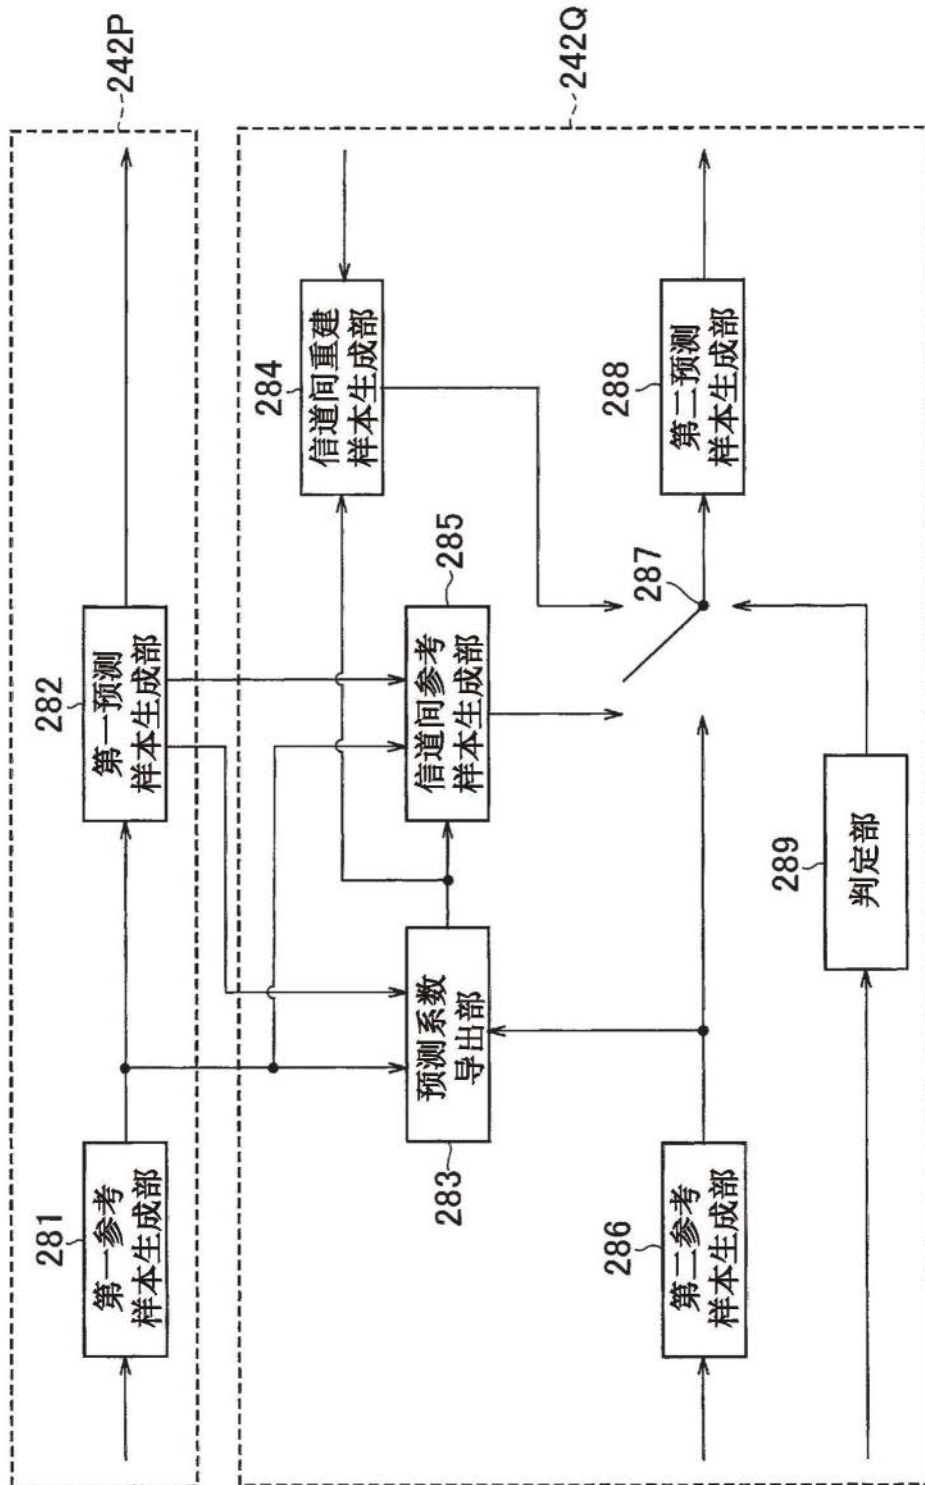 242P
281
第一参考
样本生成部
282
第一预测
样本生成部
242Q
284
信道间重建
样本生成部
285
信道间参考
样本生成部
283
预测系数
导出部
286
第二参考
样本生成部
287
288
第二预测
样本生成部
289
判定部